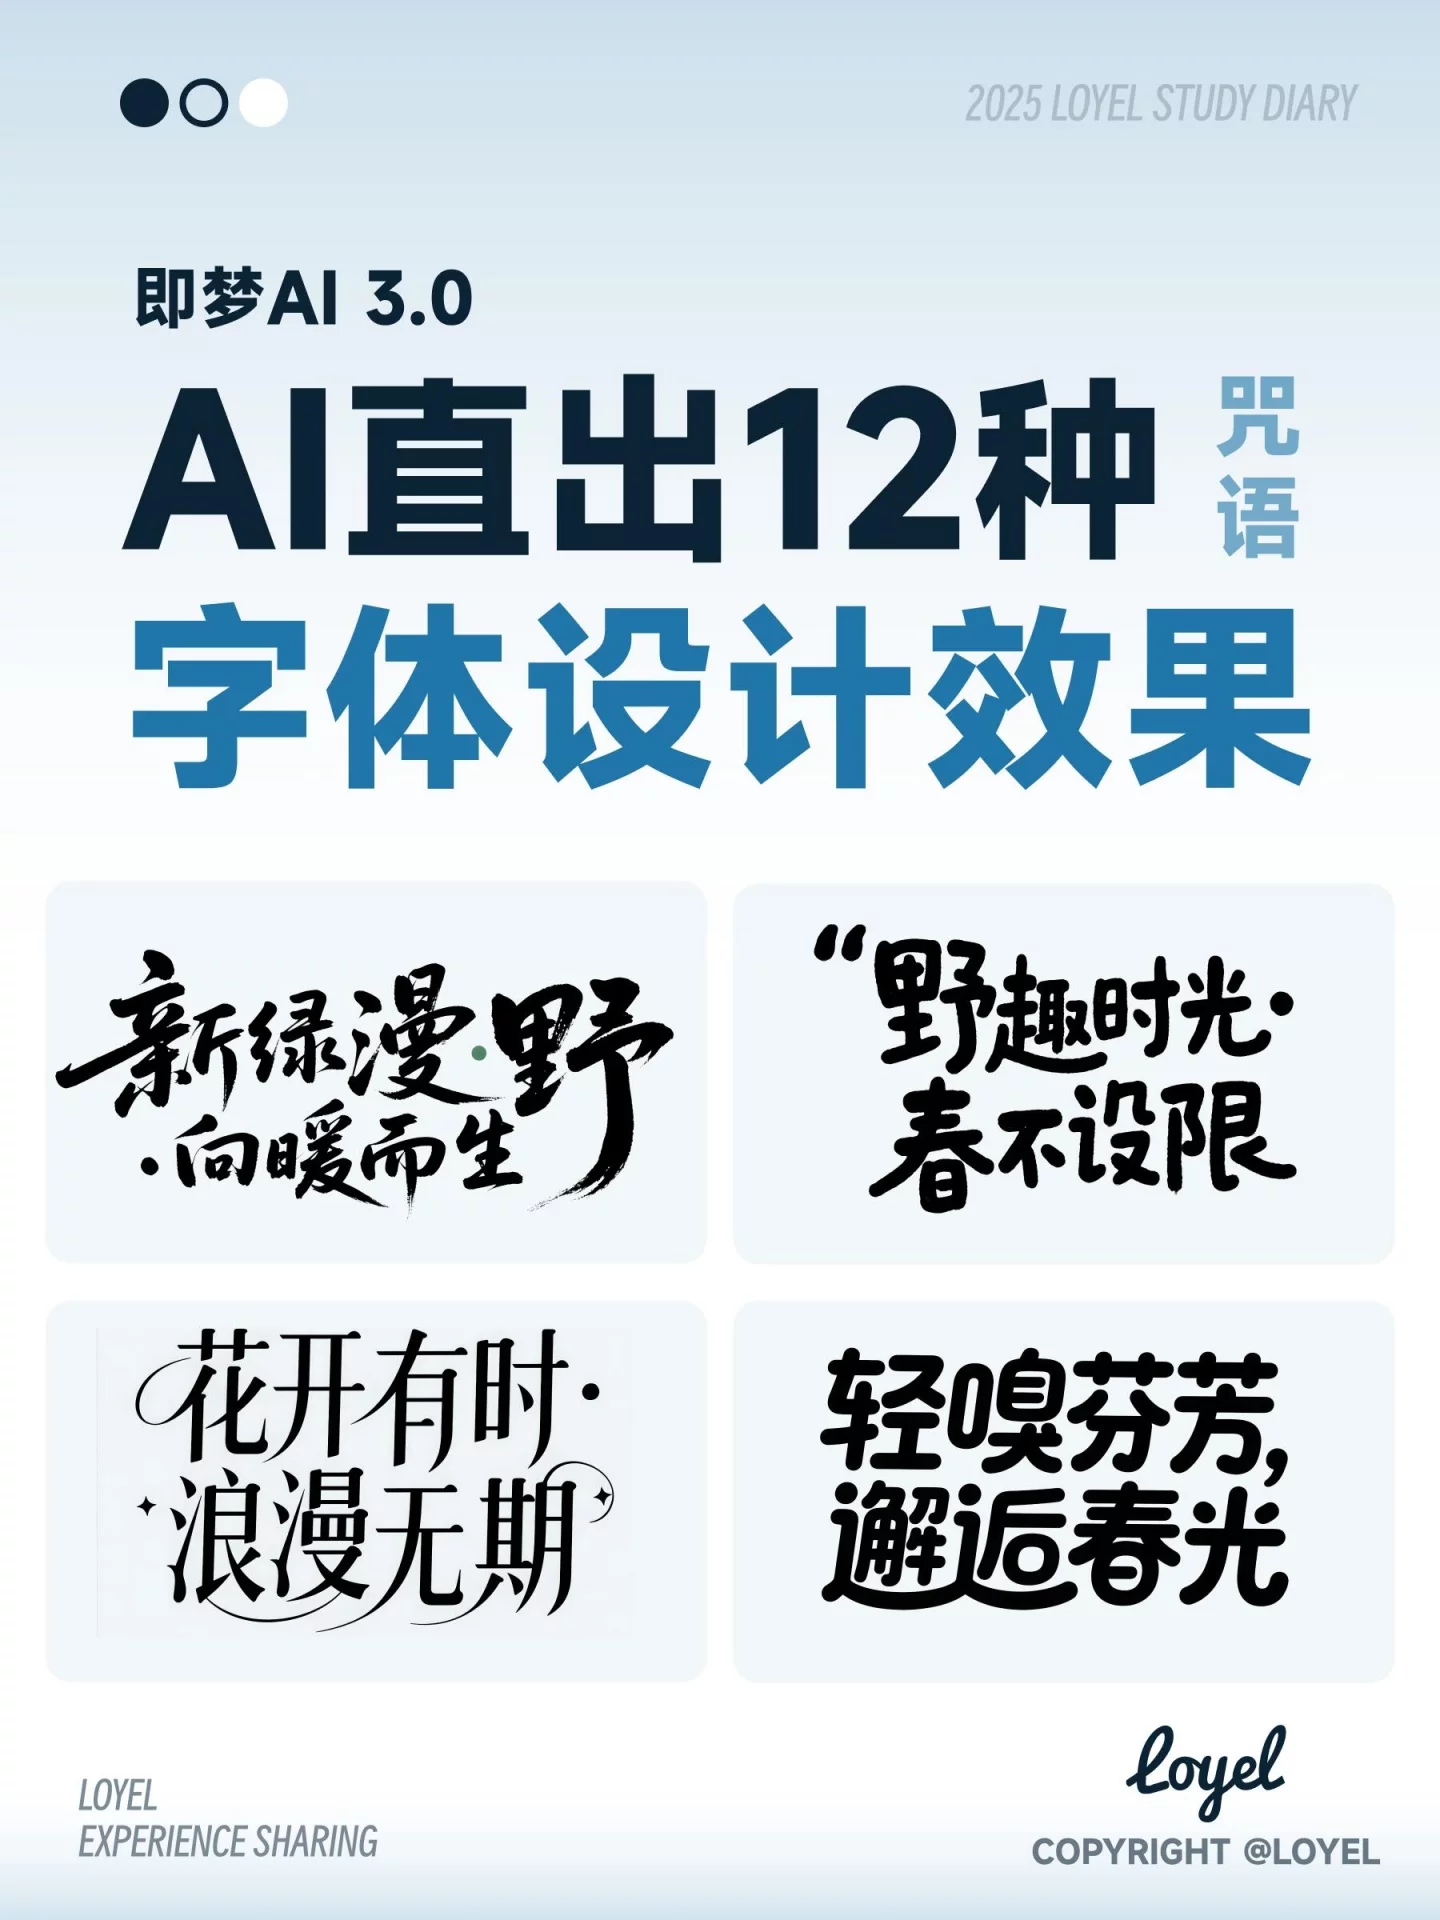 2025 LOYEL STUDY DIARY
即梦AI 3.0
AI直出12种
咒语
字体设计效果
新绿漫·野
·向暖而生
“野趣时光·
春不设限
花开有时·
浪漫无期
轻嗅芬芳,
邂逅春光
LOYEL
EXPERIENCE SHARING
loyel
COPYRIGHT @LOYEL